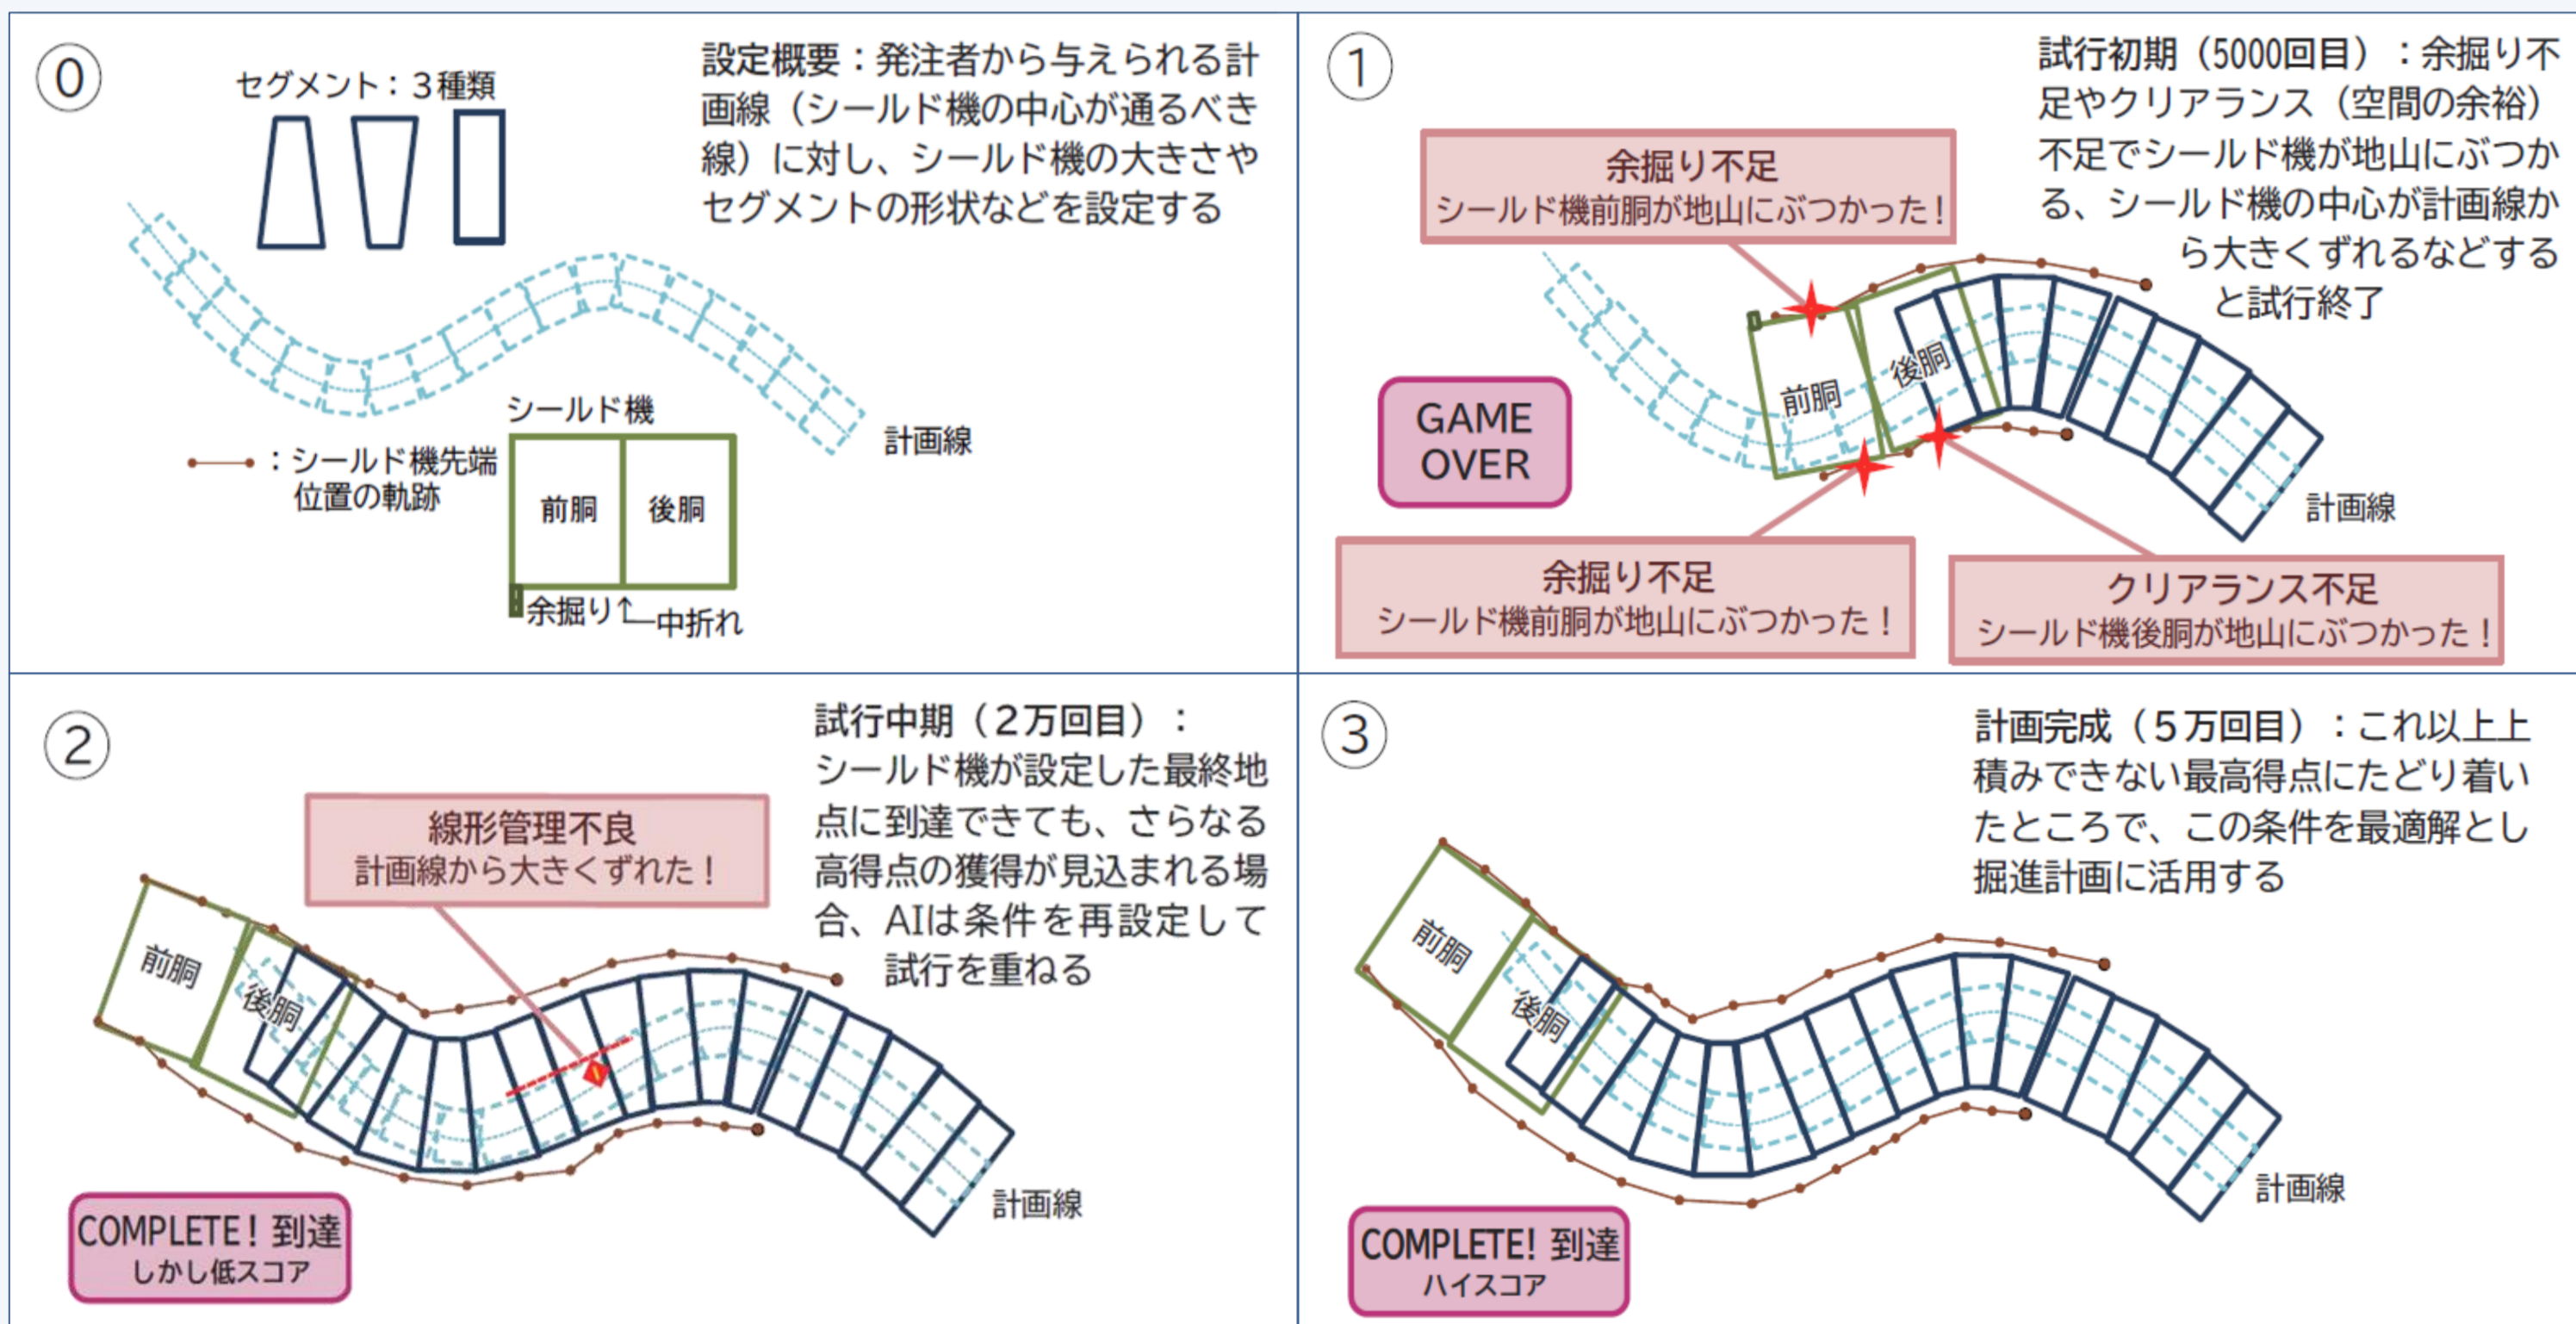 ⓪
セグメント：３種類
設定概要：発注者から与えられる計
画線（シールド機の中心が通るべき
線）に対し、シールド機の大きさや
セグメントの形状などを設定する
計画線
シールド機
：シールド機先端
位置の軌跡
前胴
後胴
余掘り↑
中折れ
①
試行初期（5000回目）：余掘り不
足やクリアランス（空間の余裕）
不足でシールド機が地山にぶつか
る、シールド機の中心が計画線か
ら大きくずれるなどする
と試行終了
余掘り不足
シールド機前胴が地山にぶつかった！
後胴
前胴
GAME
OVER
計画線
余掘り不足
シールド機前胴が地山にぶつかった！
クリアランス不足
シールド機後胴が地山にぶつかった！
②
試行中期（２万回目）：
シールド機が設定した最終地
点に到達できても、さらなる
高得点の獲得が見込まれる場
合、AIは条件を再設定して
試行を重ねる
線形管理不良
計画線から大きくずれた！
前胴
後胴
計画線
COMPLETE！到達
しかし低スコア
③
計画完成（５万回目）：これ以上上
積みできない最高得点にたどり着い
たところで、この条件を最適解とし
掘進計画に活用する
前胴
後胴
計画線
COMPLETE！到達
ハイスコア